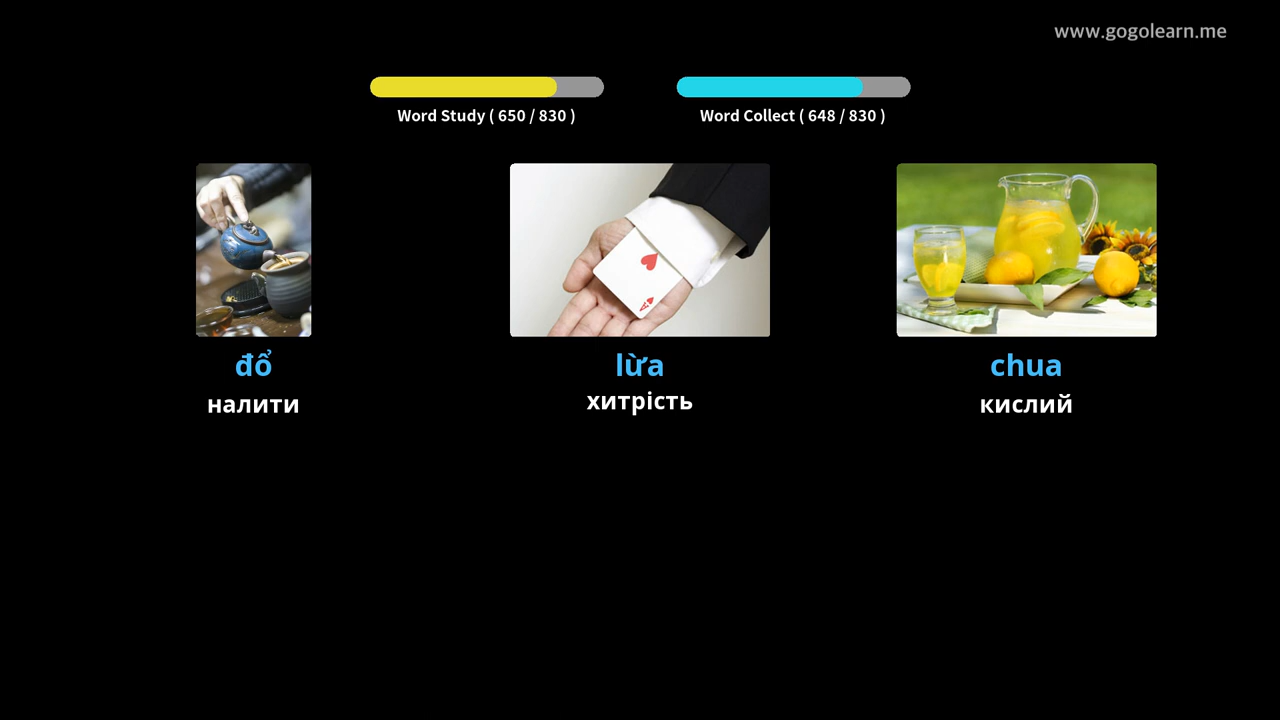 www.gogolearn.me
Word Study ( 650 / 830 )
Word Collect ( 648 / 830 )
đổ
lừa
chua
налити
хитрість
кислий